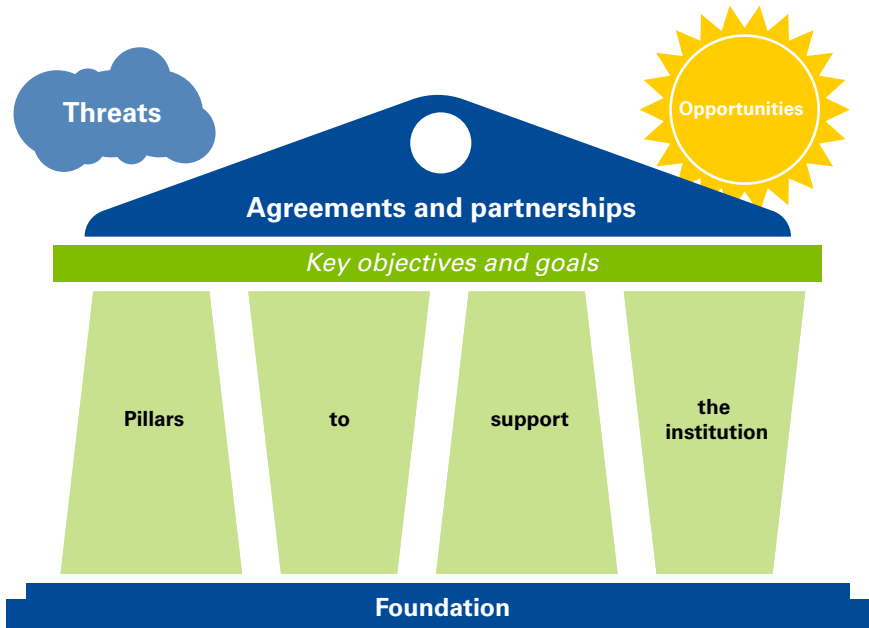 Threats
Opportunities
Agreements and partnerships
Key objectives and goals
Pillars
to
support
the
institution
Foundation